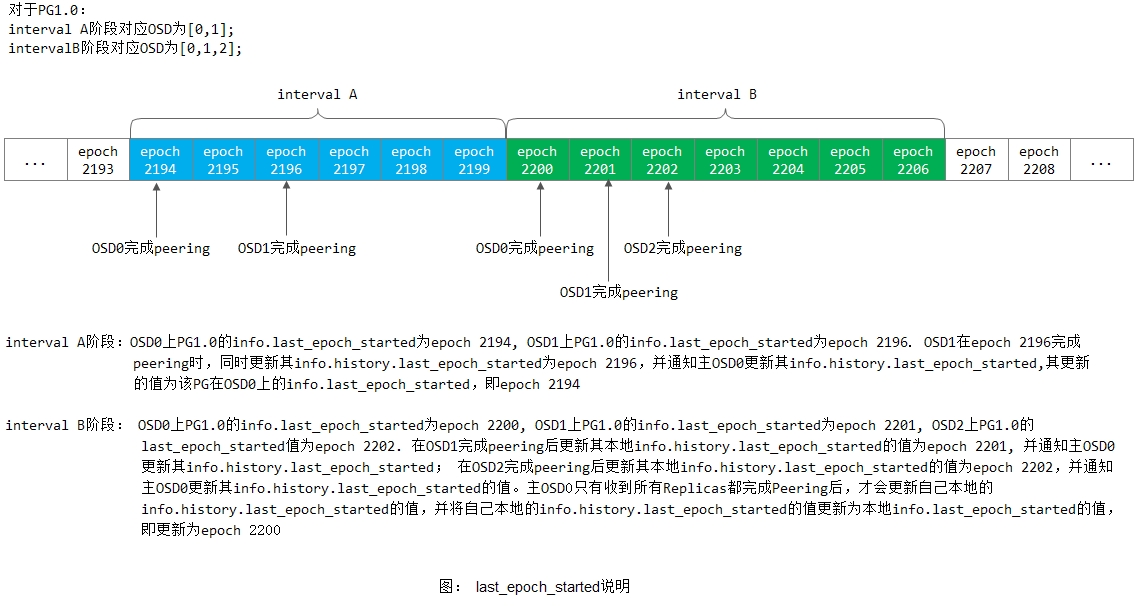 对于PG1.0:
interval A阶段对应OSD为[0,1];
intervalB阶段对应OSD为[0,1,2];
interval A
interval B
...
epoch 2193
epoch 2194
epoch 2195
epoch 2196
epoch 2197
epoch 2198
epoch 2199
epoch 2200
epoch 2201
epoch 2202
epoch 2203
epoch 2204
epoch 2205
epoch 2206
epoch 2207
epoch 2208
...
OSD0完成peering
OSD1完成peering
OSD0完成peering
OSD2完成peering
OSD1完成peering
interval A阶段: OSD0上PG1.0的info.last_epoch_started为epoch 2194, OSD1上PG1.0的info.last_epoch_started为epoch 2196. OSD1在epoch 2196完成
peering时，同时更新其info.history.last_epoch_started为epoch 2196，并通知主OSD0更新其info.history.last_epoch_started,其更新
的值为该PG在OSD0上的info.last_epoch_started，即epoch 2194
interval B阶段: OSD0上PG1.0的info.last_epoch_started为epoch 2200, OSD1上PG1.0的info.last_epoch_started为epoch 2201, OSD2上PG1.0的
last_epoch_started值为epoch 2202. 在OSD1完成peering后更新其本地info.history.last_epoch_started的值为epoch 2201, 并通知主OSD0
更新其info.history.last_epoch_started; 在OSD2完成peering后更新其本地info.history.last_epoch_started的值为epoch 2202，并通知
主OSD0更新其info.history.last_epoch_started的值。主OSD0只有收到所有Replicas都完成Peering后，才会更新自己本地的
info.history.last_epoch_started的值，并将自己本地的info.history.last_epoch_started的值更新为本地info.last_epoch_started的值，
即更新为epoch 2200
图： last_epoch_started说明